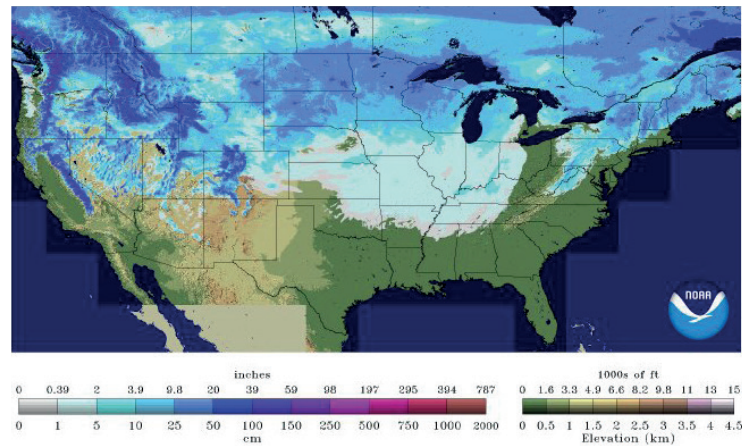 NOAA
inches
0 0.39 2 3.9 9.8 20 39 59 98 197 295 394 787
0 1 5 10 25 50 100 150 250 500 750 1000 2000
cm
1000s of ft
0 1.6 3.3 4.9 6.6 8.2 9.8 11 13 15
0 0.5 1 1.5 2 2.5 3 3.5 4 4.5
Elevation (km)